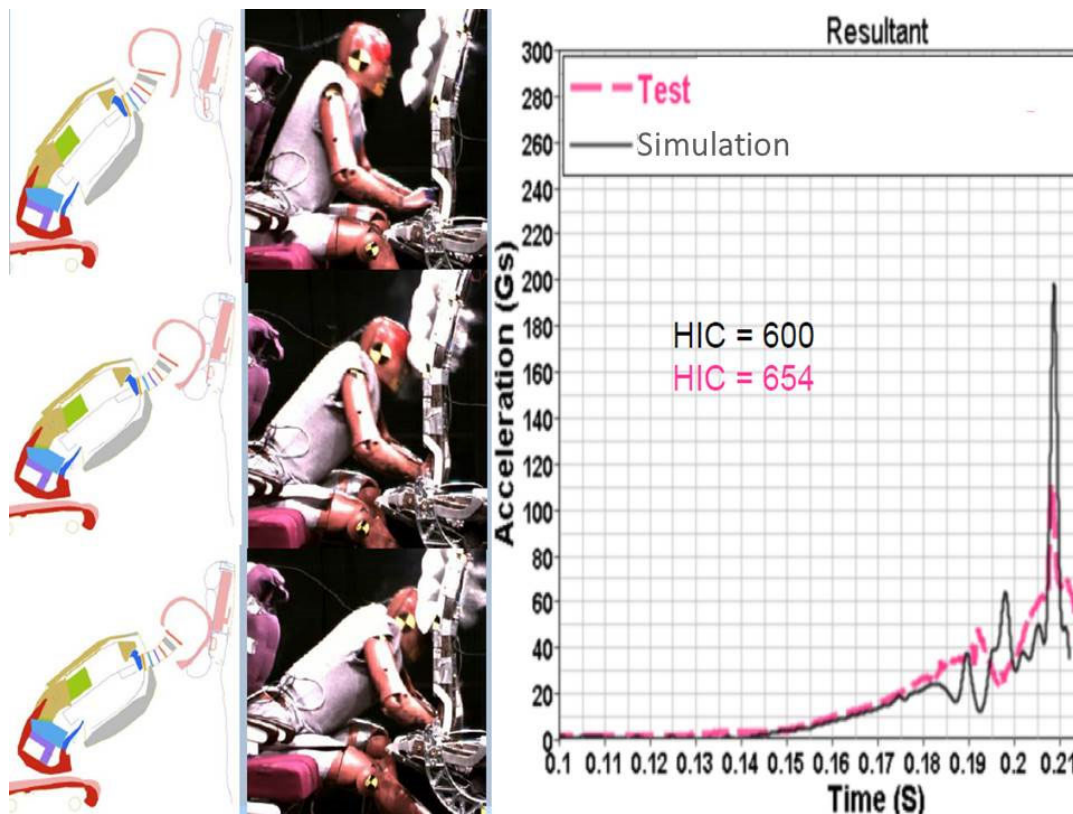 Resultant
Test
Simulation
HIC = 600
HIC = 654
Acceleration (Gs)
300
280
260
240
220
200
180
160
140
120
100
80
60
40
20
0
0.1 0.11 0.12 0.13 0.14 0.15 0.16 0.17 0.18 0.19 0.2 0.21
Time (S)